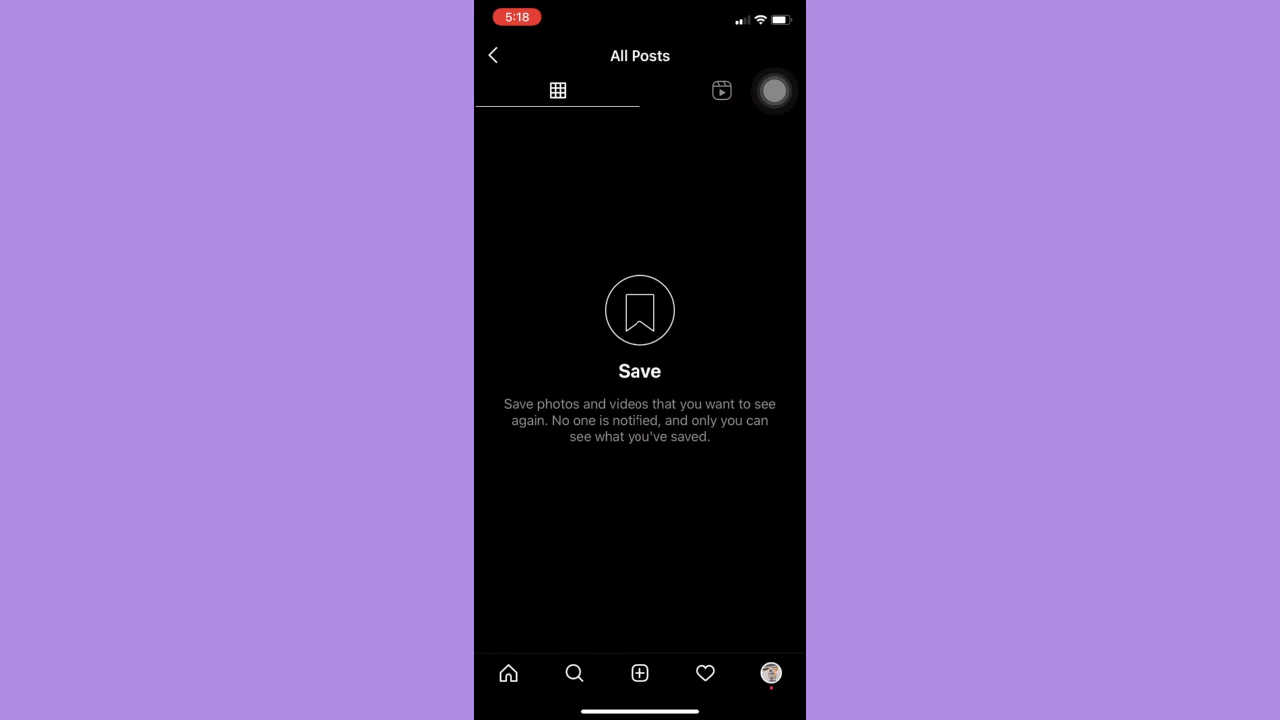 5:18
All Posts
Save
Save photos and videos that you want to see
again. No one is notified, and only you can
see what you've saved.